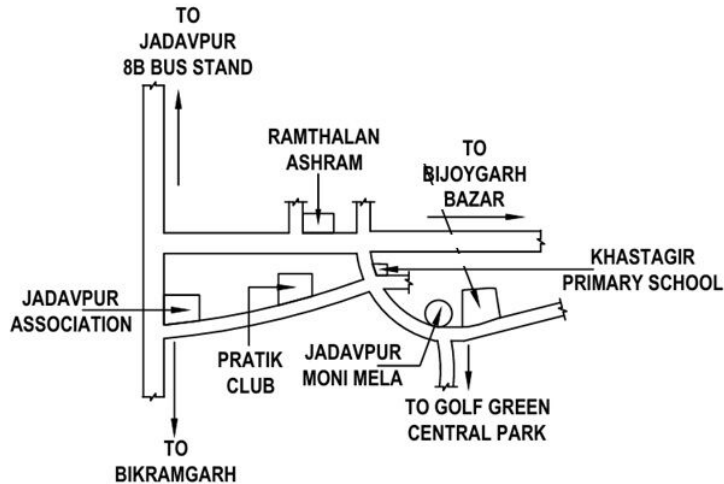 TO
JADAVPUR
8B BUS STAND
RAMTHALAN
ASHRAM
TO
BIJOYGARH
BAZAR
KHASTAGIR
PRIMARY SCHOOL
JADAVPUR
ASSOCIATION
PRATIK
CLUB
JADAVPUR
MONI MELA
TO GOLF GREEN
CENTRAL PARK
TO
BIKRAMGARH